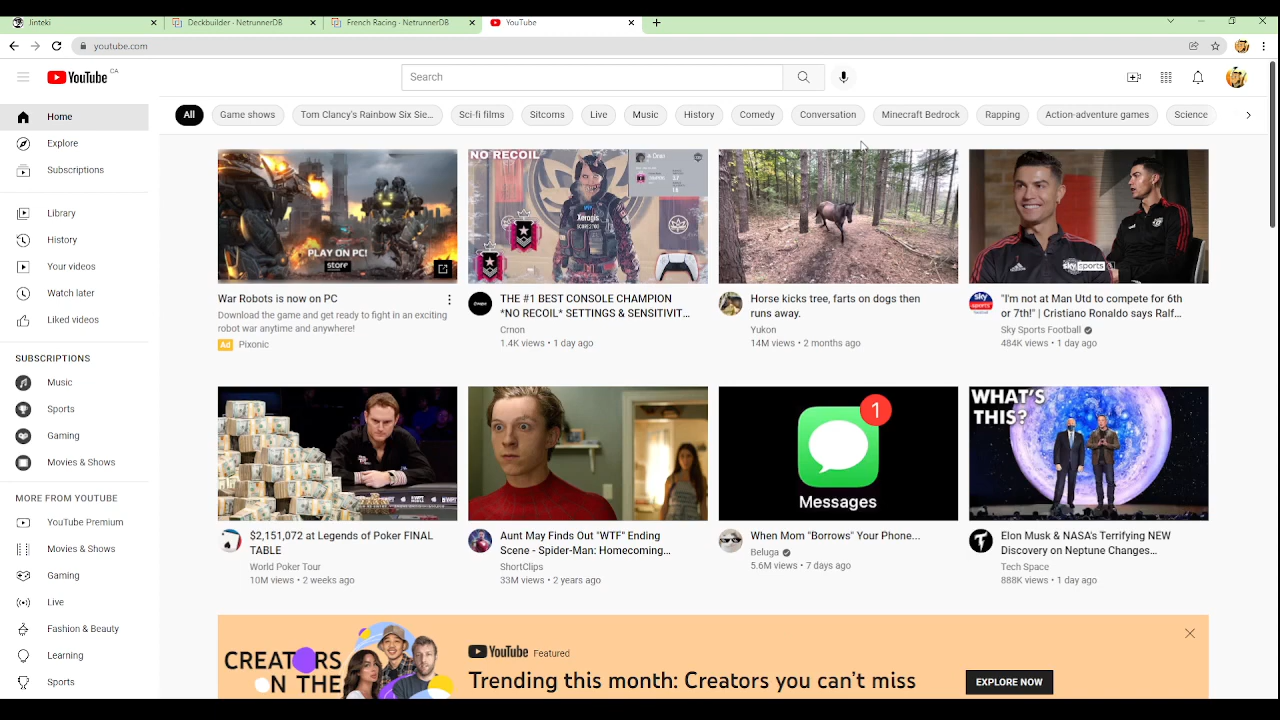 Jinteki
Deckbuilder · NetrunnerDB
French Racing · NetrunnerDB
YouTube
youtube.com
YouTube CA
Search
Home
Explore
Subscriptions
Library
History
Your videos
Watch later
Liked videos
SUBSCRIPTIONS
Music
Sports
Gaming
Movies & Shows
MORE FROM YOUTUBE
YouTube Premium
Movies & Shows
Gaming
Live
Fashion & Beauty
Learning
Sports
All
Game shows
Tom Clancy's Rainbow Six Sie...
Sci-fi films
Sitcoms
Live
Music
History
Comedy
Conversation
Minecraft Bedrock
Rapping
Action-adventure games
Science
PLAY ON PC!
store
War Robots is now on PC
Download the game and get ready to fight in an exciting
robot war anytime and anywhere!
Ad Pixonic
NO RECOIL
THE #1 BEST CONSOLE CHAMPION
*NO RECOIL* SETTINGS & SENSITIVIT...
Crnon
1.4K views • 1 day ago
Horse kicks tree, farts on dogs then
runs away.
Yukon
14M views • 2 months ago
sky sports
"I'm not at Man Utd to compete for 6th
or 7th!" | Cristiano Ronaldo says Ralf...
Sky Sports Football
484K views • 1 day ago
$2,151,072 at Legends of Poker FINAL
TABLE
World Poker Tour
10M views • 2 weeks ago
Aunt May Finds Out "WTF" Ending
Scene - Spider-Man: Homecoming...
ShortClips
33M views • 2 years ago
1
Messages
When Mom "Borrows" Your Phone...
Beluga
5.6M views • 7 days ago
WHAT'S
THIS?
Elon Musk & NASA's Terrifying NEW
Discovery on Neptune Changes...
Tech Space
888K views • 1 day ago
CREATORS
ON THE
YouTube Featured
Trending this month: Creators you can't miss
EXPLORE NOW